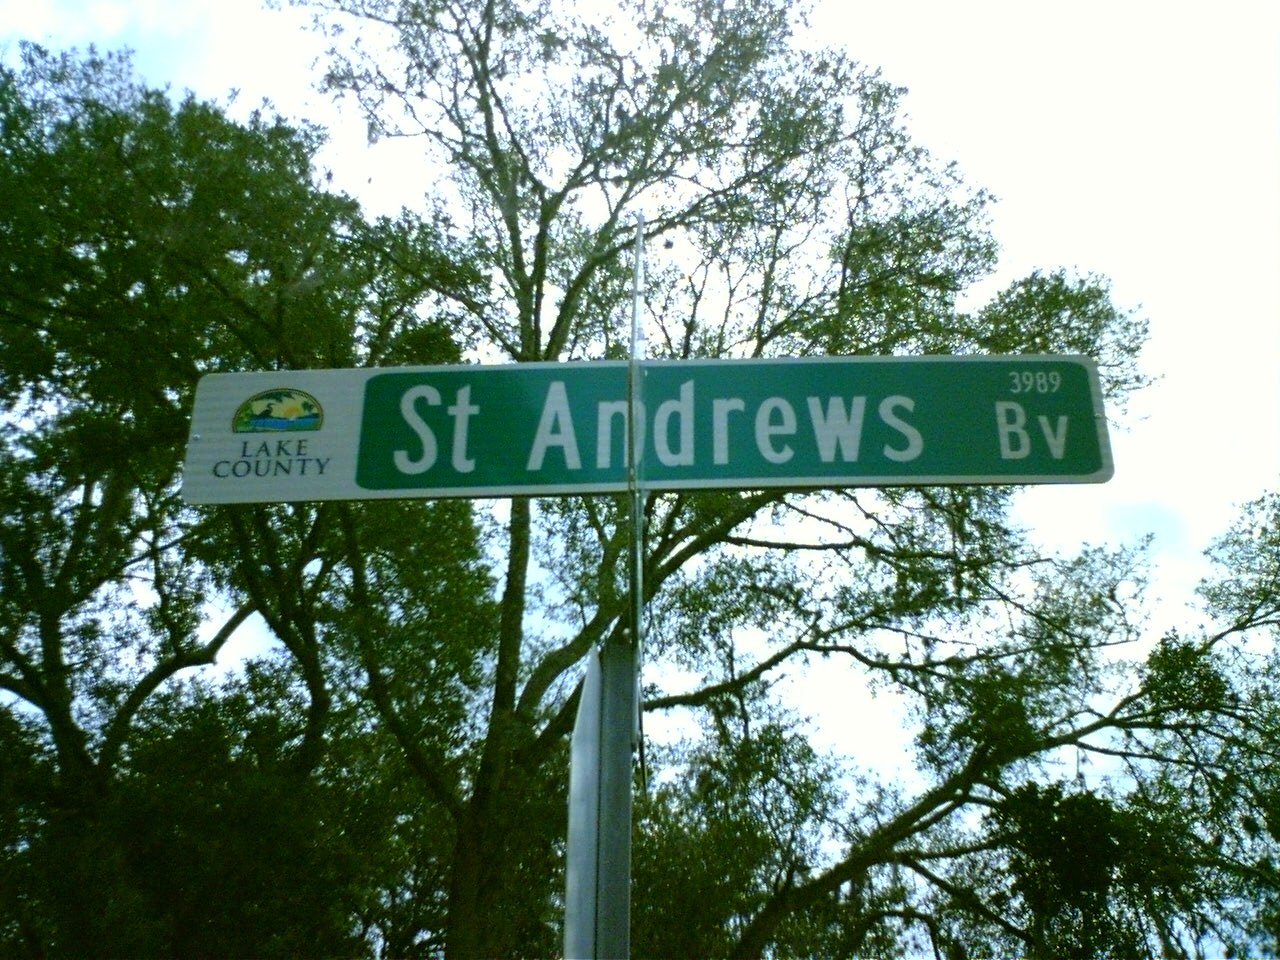 LAKE
COUNTY
St Andrews
3989
Bv